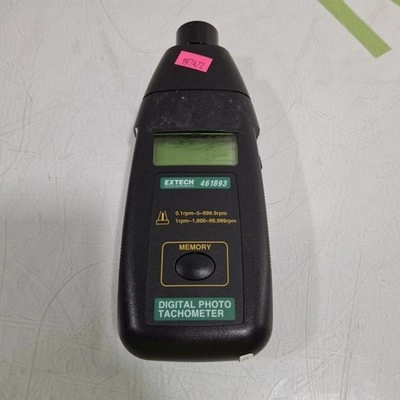 EXTECH 461893
0.1rpm-5~999.9rpm
1rpm-1,000~99,999rpm
MEMORY
DIGITAL PHOTO
TACHOMETER